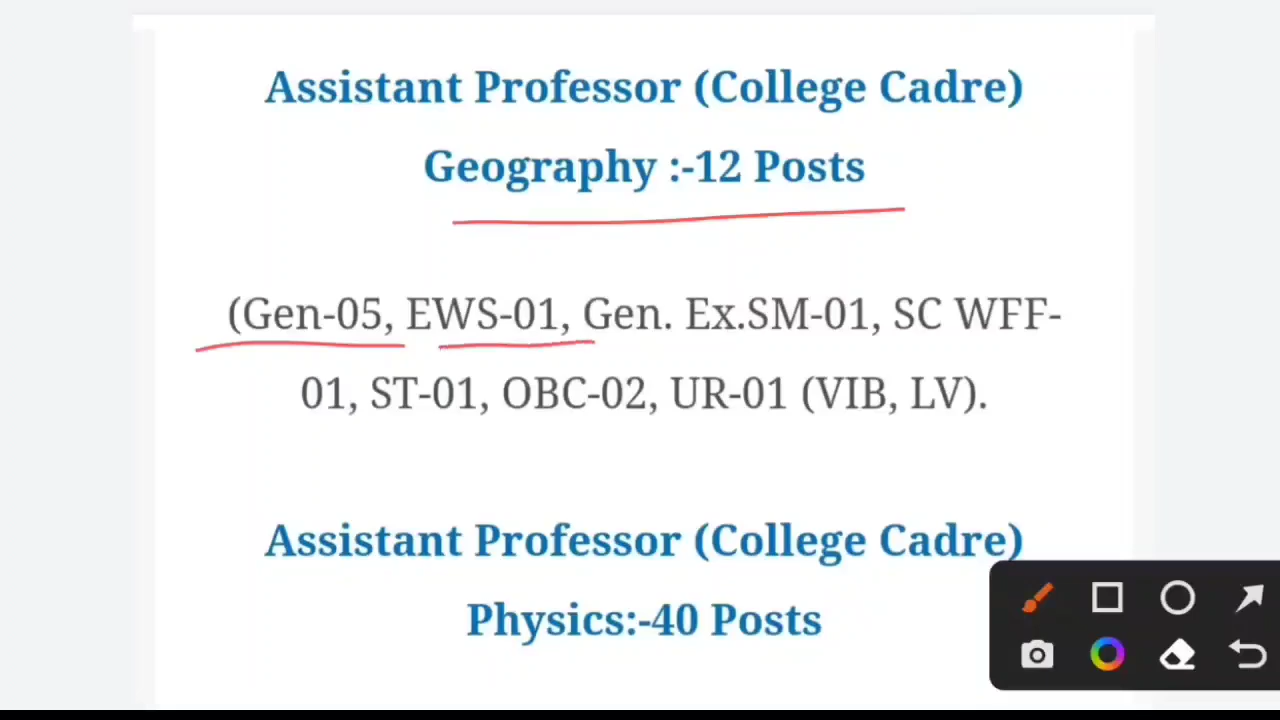 Assistant Professor (College Cadre)
Geography :-12 Posts
(Gen-05, EWS-01, Gen. Ex.SM-01, SC WFF-
01, ST-01, OBC-02, UR-01 (VIB, LV).
Assistant Professor (College Cadre)
Physics:-40 Posts